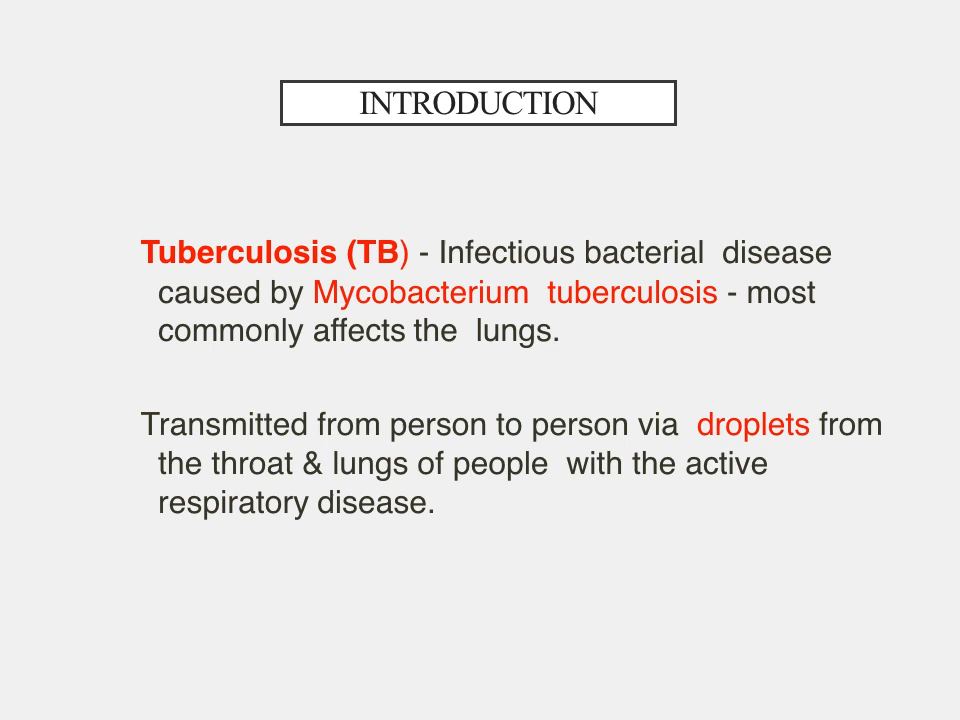 INTRODUCTION
Tuberculosis (TB) - Infectious bacterial disease
caused by Mycobacterium tuberculosis - most
commonly affects the lungs.
Transmitted from person to person via droplets from
the throat & lungs of people with the active
respiratory disease.